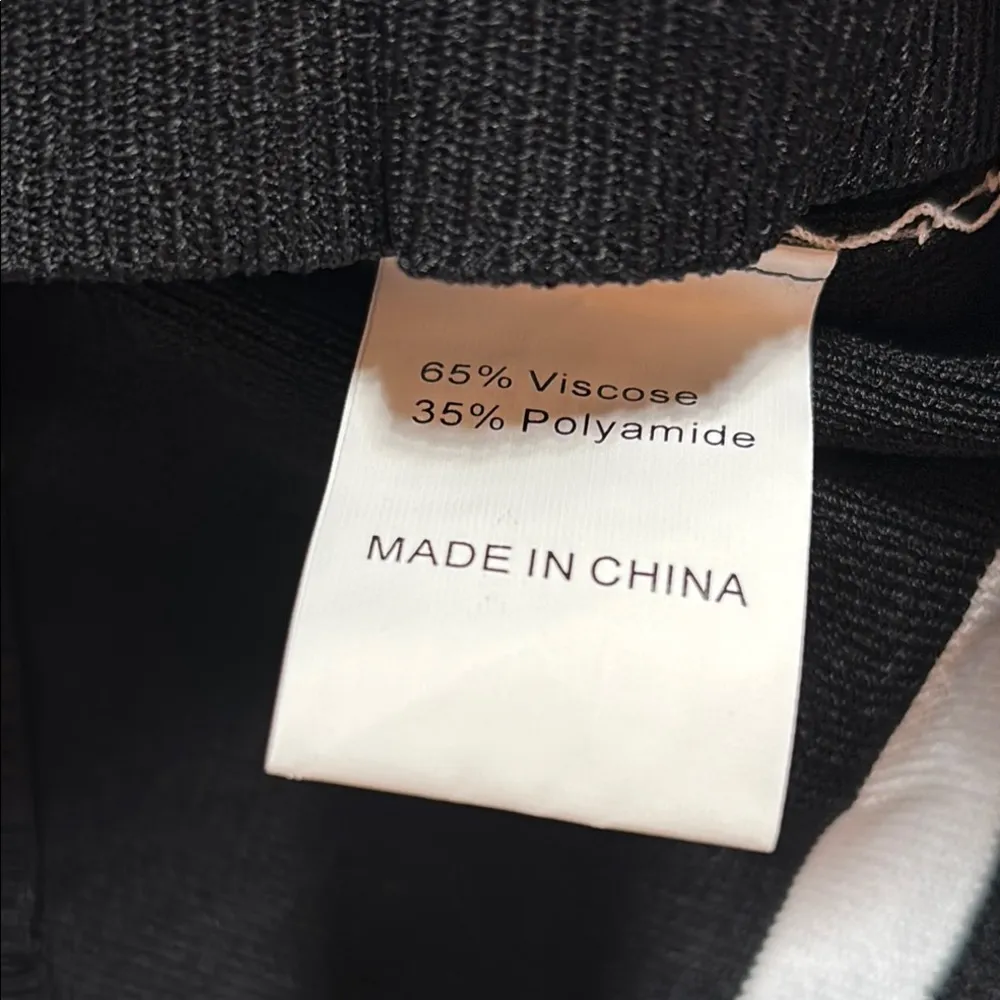 65% Viscose
35% Polyamide
MADE IN CHINA